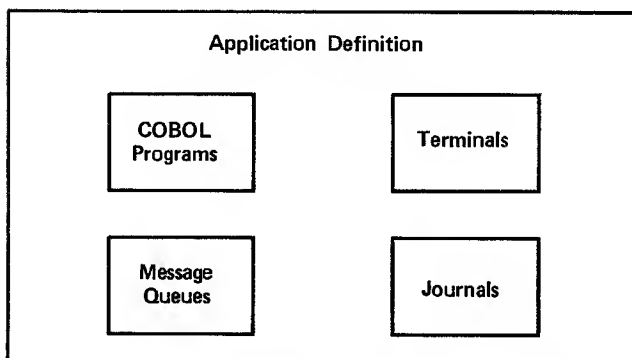 Application Definition
COBOL
Programs
Terminals
Message
Queues
Journals